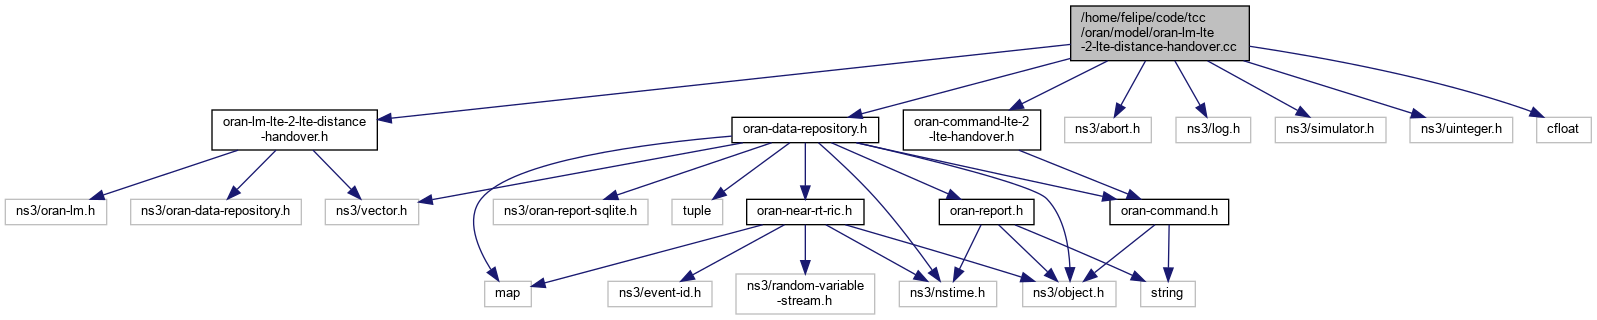 /home/felipe/code/tcc
/oran/model/oran-lm-lte
-2-lte-distance-handover.cc
oran-lm-lte-2-lte-distance
-handover.h
oran-data-repository.h
oran-command-lte-2
-lte-handover.h
ns3/abort.h
ns3/log.h
ns3/simulator.h
ns3/uinteger.h
cfloat
ns3/oran-lm.h
ns3/oran-data-repository.h
ns3/vector.h
ns3/oran-report-sqlite.h
tuple
oran-near-rt-ric.h
oran-report.h
oran-command.h
map
ns3/event-id.h
ns3/random-variable
-stream.h
ns3/nstime.h
ns3/object.h
string